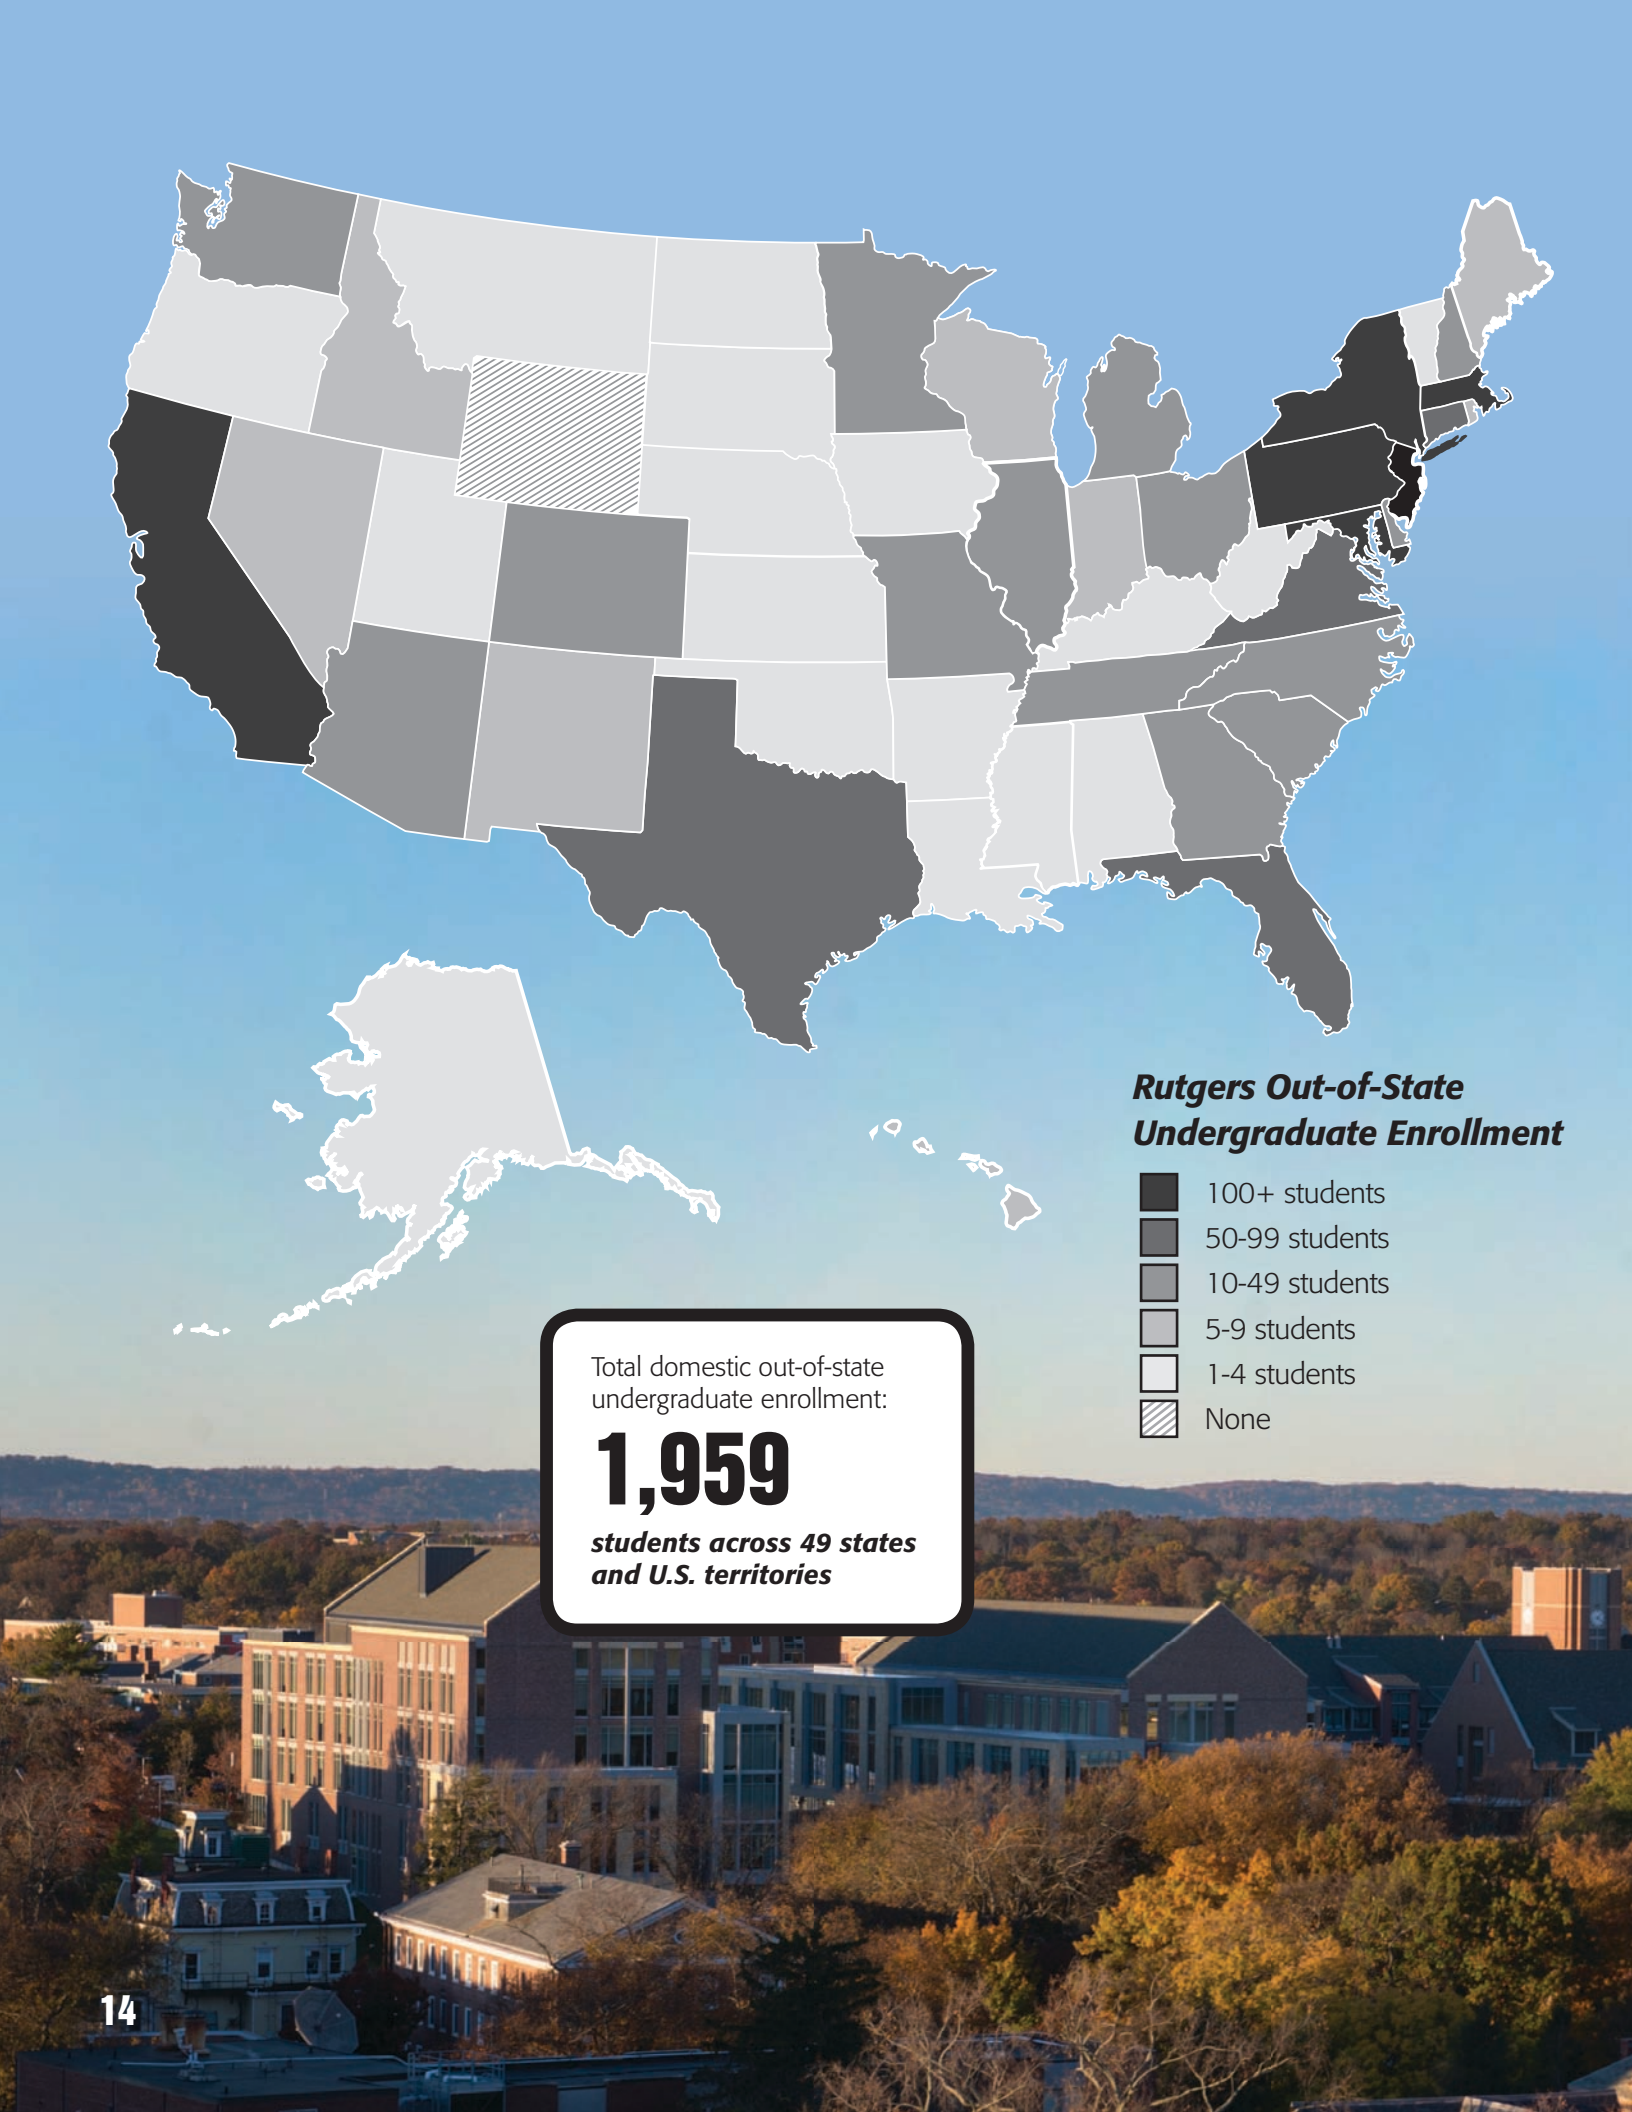 Rutgers Out-of-State
Undergraduate Enrollment
100+ students
50-99 students
10-49 students
5-9 students
1-4 students
None
Total domestic out-of-state
undergraduate enrollment:
1,959
students across 49 states
and U.S. territories
14